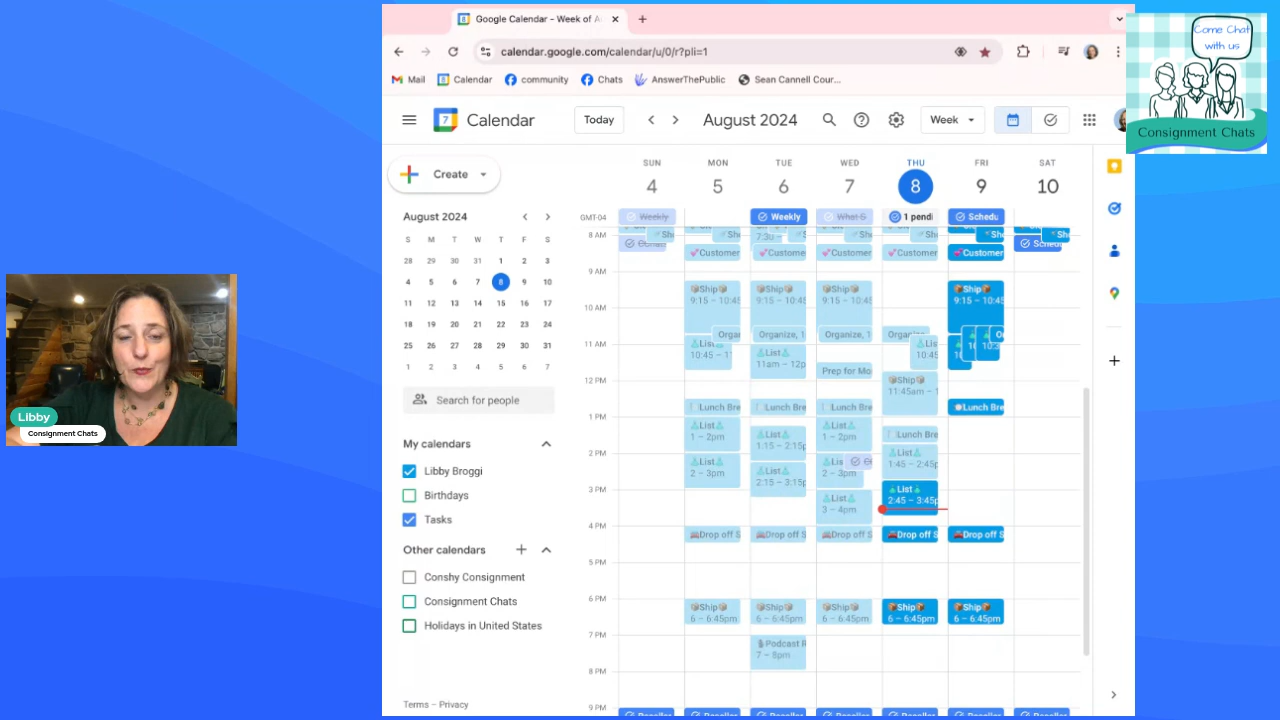 Google Calendar - Week of A
calendar.google.com/calendar/u/0/r?pli=1
Mail
Calendar
community
Chats
AnswerThePublic
Sean Cannell Cour...
Come Chat
with us
Consignment Chats
7
Calendar
Today
August 2024
Week
Create
August 2024
S M T W T F S
28 29 30 31 1 2 3
4 5 6 7 8 9 10
11 12 13 14 15 16 17
18 19 20 21 22 23 24
25 26 27 28 29 30 31
1 2 3 4 5 6 7
Search for people
My calendars
Libby Broggi
Birthdays
Tasks
Other calendars
Conshy Consignment
Consignment Chats
Holidays in United States
Terms – Privacy
Libby
Consignment Chats
SUN MON TUE WED THU FRI SAT
4 5 6 7 8 9 10
GMT-04
Weekly
Weekly
What S
1 pendi
Schedu
8 AM
9 AM
10 AM
11 AM
12 PM
1 PM
2 PM
3 PM
4 PM
5 PM
6 PM
7 PM
8 PM
9 PM
Customer
Ship
9:15 – 10:45
Orga
List
10:45 – 1
Lunch Bre
List
1 – 2pm
List
2 – 3pm
Drop off S
Ship
6 – 6:45pm
Customer
Ship
9:15 – 10:45
Organize, 1
List
11am – 12p
Lunch Bre
List
1:15 – 2:15p
List
2:15 – 3:15p
Drop off S
Ship
6 – 6:45pm
Podcast R
7 – 8pm
Customer
Ship
9:15 – 10:45
Organize, 1
Prep for Mo
Lunch Bre
List
1 – 2pm
Lis
2 – 3pm
List
3 – 4pm
Drop off S
Ship
6 – 6:45pm
Customer
Organiz
Lis
10:45
Ship
11:45am – 1
Lunch Bre
List
1:45 – 2:45p
List
2:45 – 3:45p
Drop off S
Ship
6 – 6:45pm
Customer
Ship
9:15 – 10:45
Lunch Bre
Drop off S
Ship
6 – 6:45pm